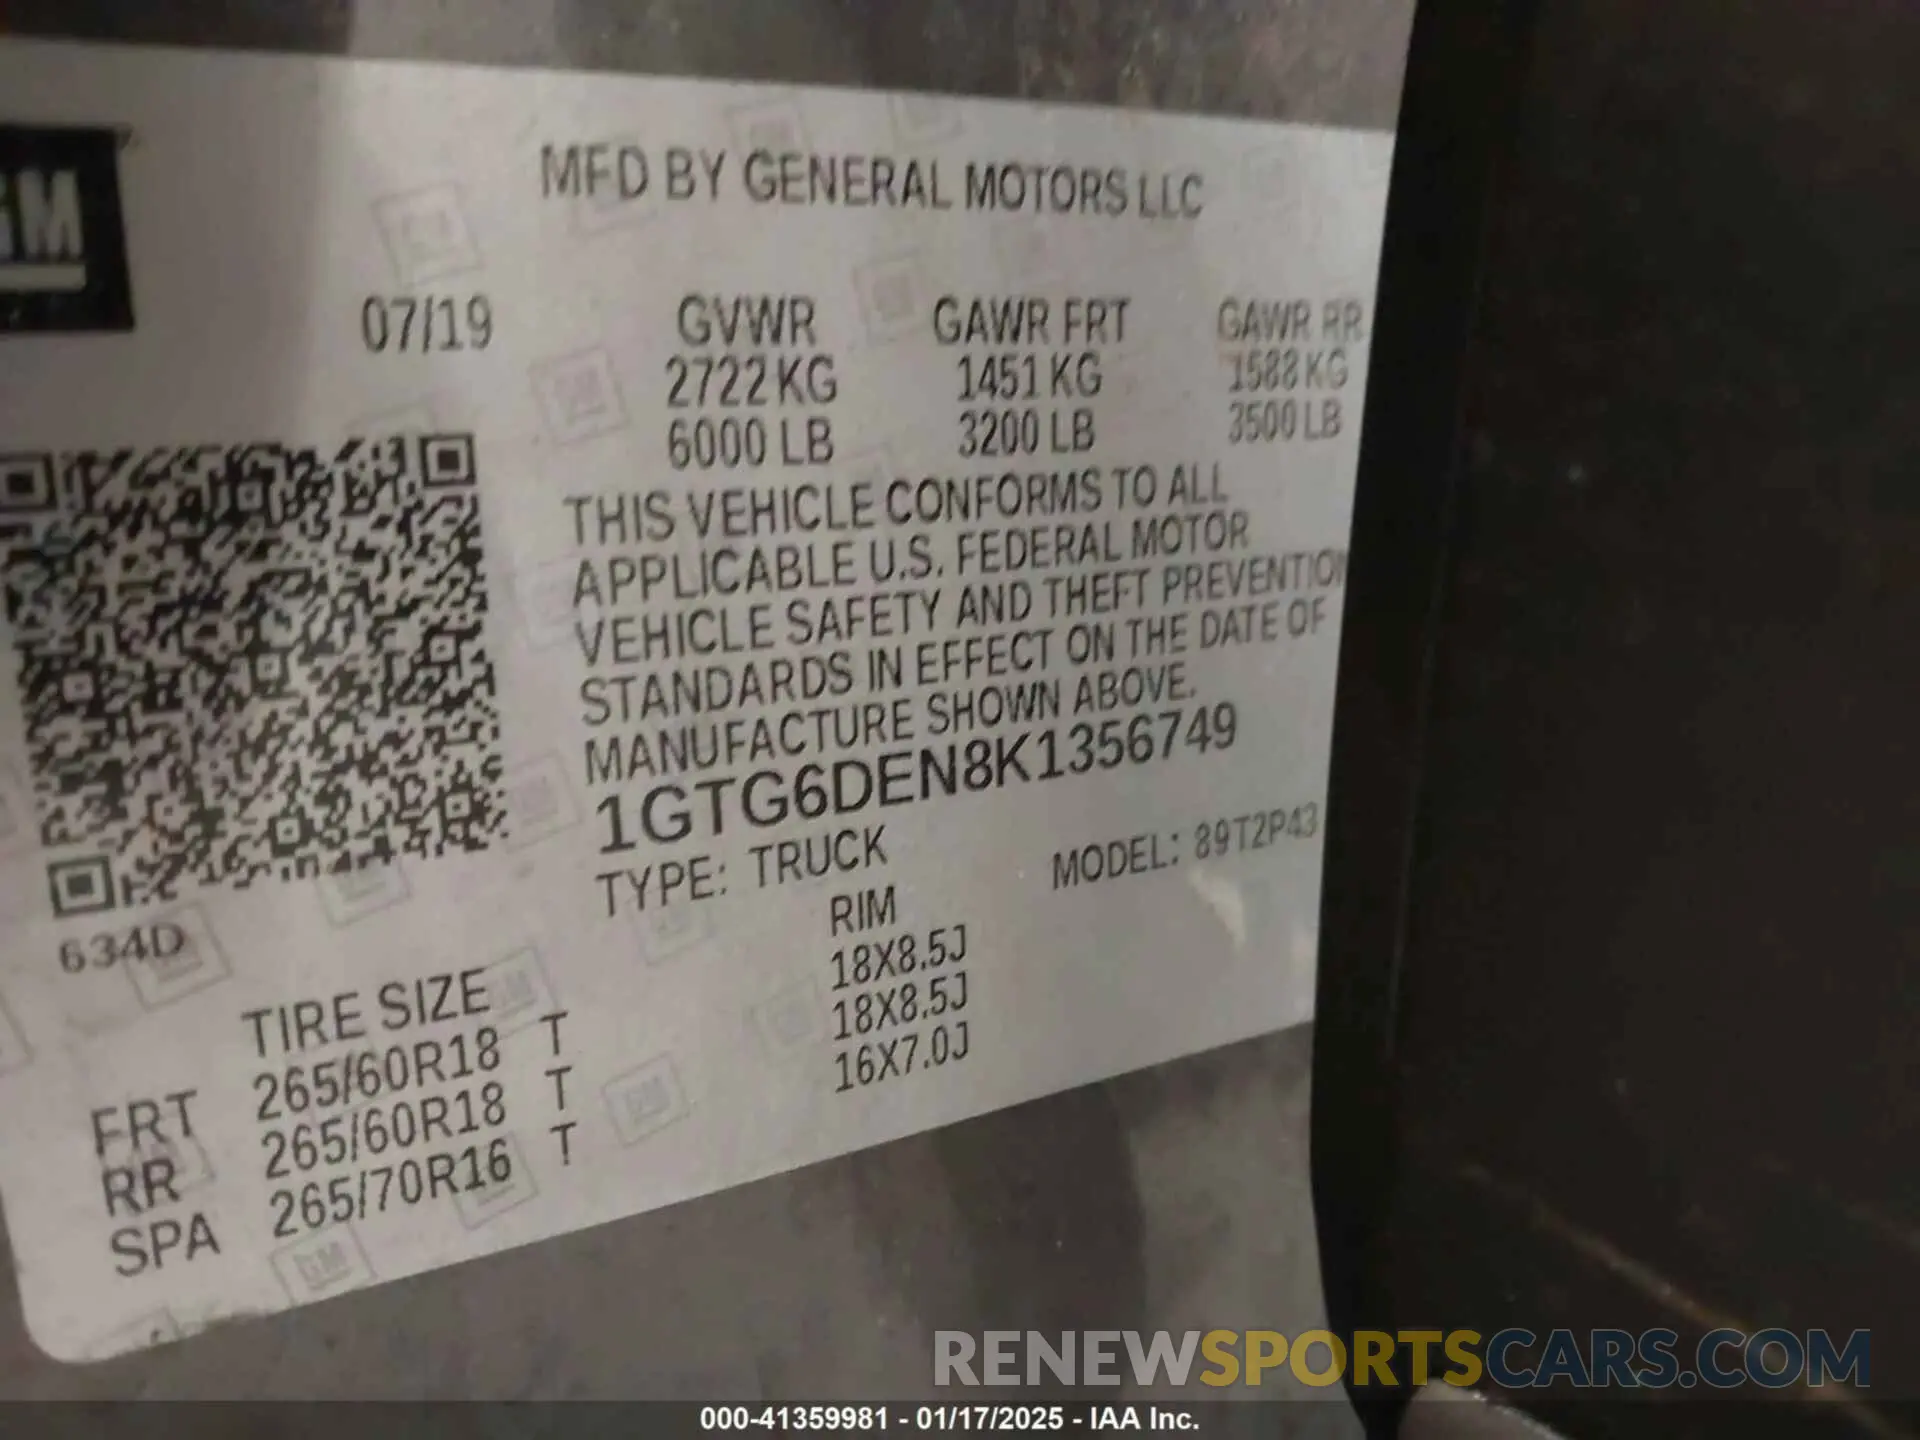 GM
MFD BY GENERAL MOTORS LLC
07/19 GVWR GAWR FRT GAWR RR
2722 KG 1451 KG 1588 KG
6000 LB 3200 LB 3500 LB
THIS VEHICLE CONFORMS TO ALL
APPLICABLE U.S. FEDERAL MOTOR
VEHICLE SAFETY AND THEFT PREVENTION
STANDARDS IN EFFECT ON THE DATE OF
MANUFACTURE SHOWN ABOVE.
1GTG6DEN8K1356749
TYPE: TRUCK MODEL: 89T2P43
634D
TIRE SIZE RIM
FRT 265/60R18 T 18X8.5J
RR 265/60R18 T 18X8.5J
SPA 265/70R16 T 16X7.0J
RENEWSPORTSCARS.COM
000-41359981 - 01/17/2025 - IAA Inc.